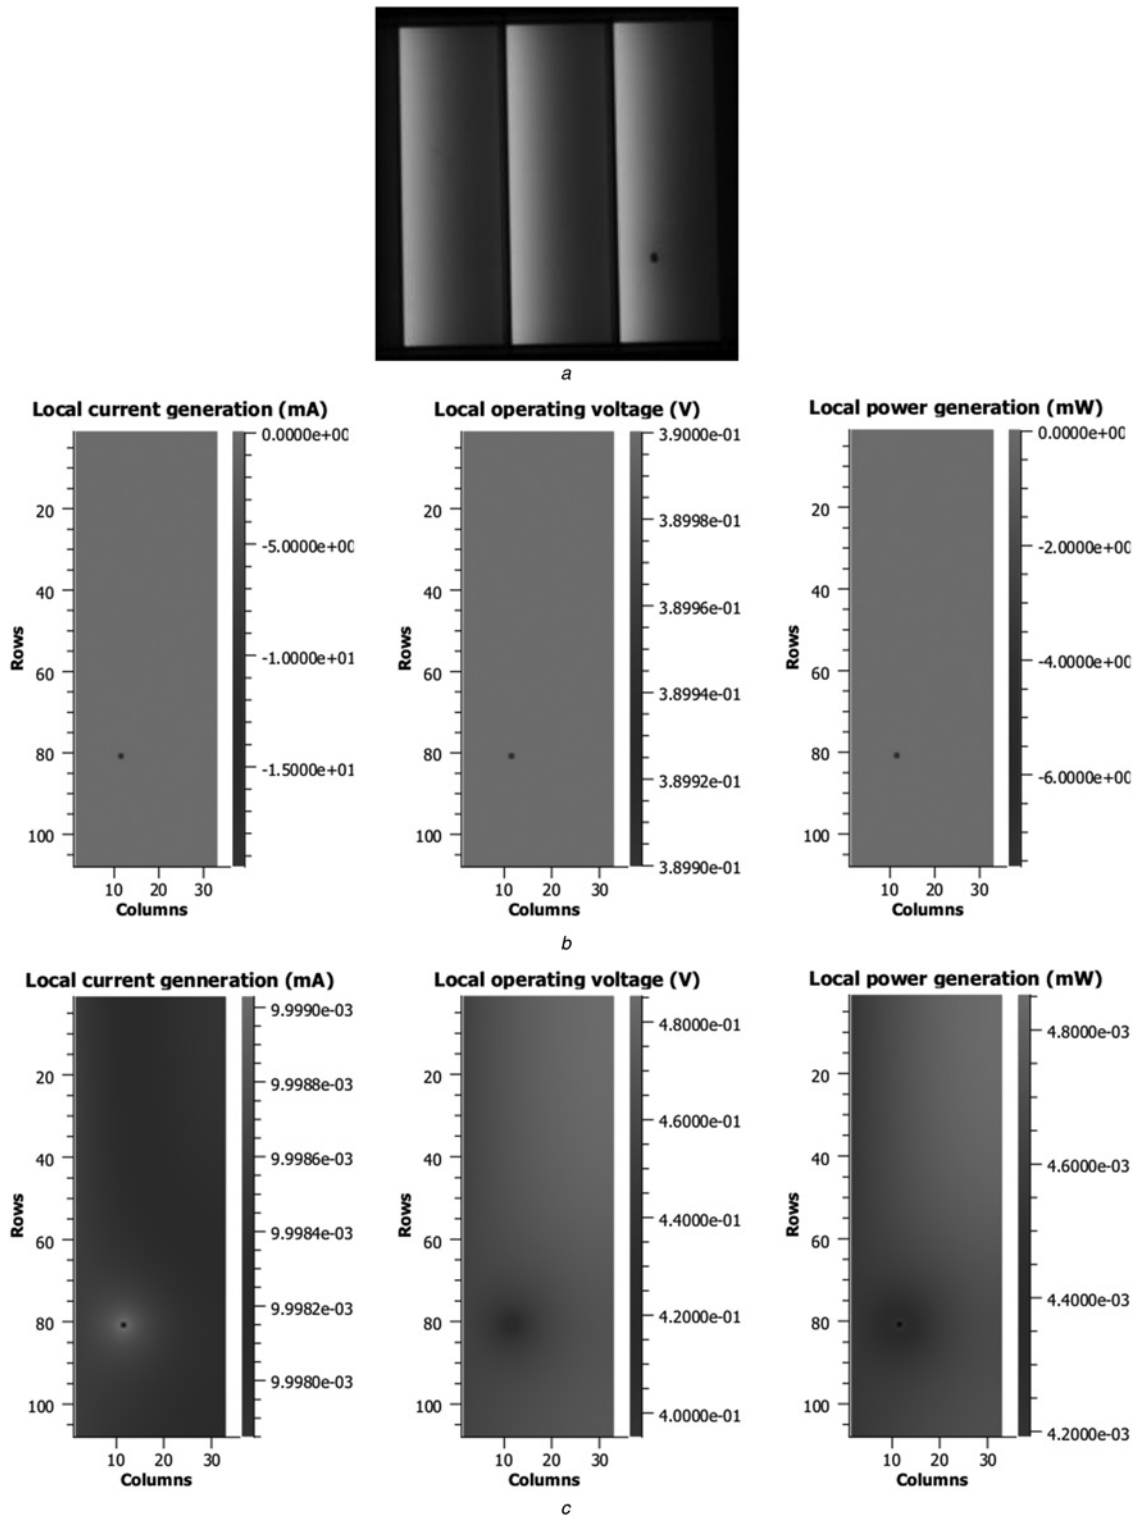 a
Local current generation (mA)
Local operating voltage (V)
Local power generation (mW)
0.0000e+00
-5.0000e+00
-1.0000e+01
-1.5000e+01
20
40
60
80
100
Rows
10 20 30
Columns
3.9000e-01
3.8998e-01
3.8996e-01
3.8994e-01
3.8992e-01
3.8990e-01
20
40
60
80
100
Rows
10 20 30
Columns
0.0000e+00
-2.0000e+00
-4.0000e+00
-6.0000e+00
20
40
60
80
100
Rows
10 20 30
Columns
b
Local current genneration (mA)
Local operating voltage (V)
Local power generation (mW)
9.9990e-03
9.9988e-03
9.9986e-03
9.9984e-03
9.9982e-03
9.9980e-03
20
40
60
80
100
Rows
10 20 30
Columns
4.8000e-01
4.6000e-01
4.4000e-01
4.2000e-01
4.0000e-01
20
40
60
80
100
Rows
10 20 30
Columns
4.8000e-03
4.6000e-03
4.4000e-03
4.2000e-03
20
40
60
80
100
Rows
10 20 30
Columns
c